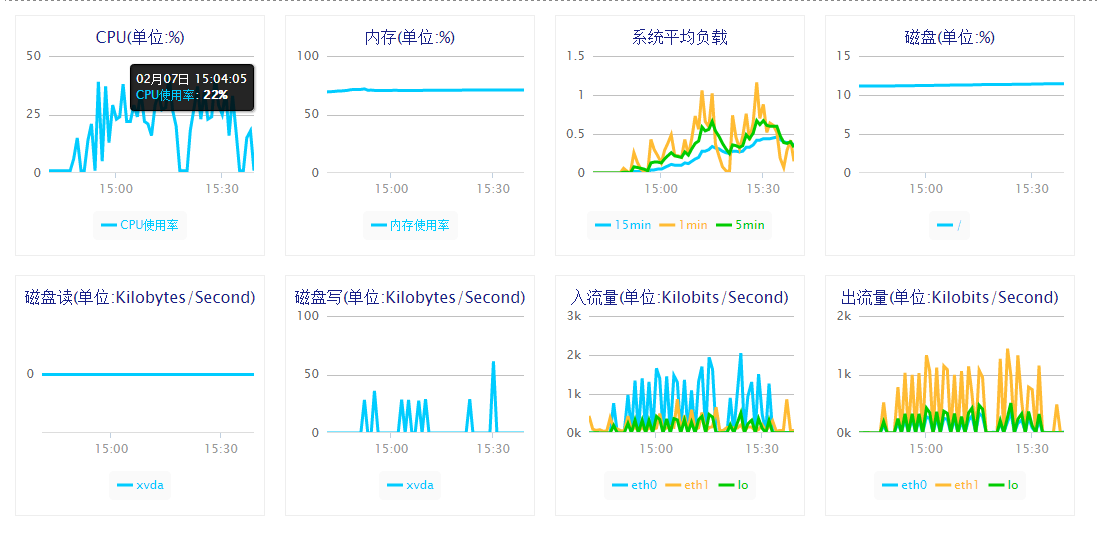 CPU(单位:%)
50
25
0
02月07日 15:04:05
CPU使用率: 22%
15:00 15:30
CPU使用率
内存(单位:%)
100
50
0
15:00 15:30
内存使用率
系统平均负载
1.5
1
0.5
0
15:00 15:30
15min 1min 5min
磁盘(单位:%)
15
10
5
0
15:00 15:30
/
磁盘读(单位:Kilobytes/Second)
0
15:00 15:30
xvda
磁盘写(单位:Kilobytes/Second)
100
50
0
15:00 15:30
xvda
入流量(单位:Kilobits/Second)
3k
2k
1k
0k
15:00 15:30
eth0 eth1 lo
出流量(单位:Kilobits/Second)
2k
1k
0k
15:00 15:30
eth0 eth1 lo